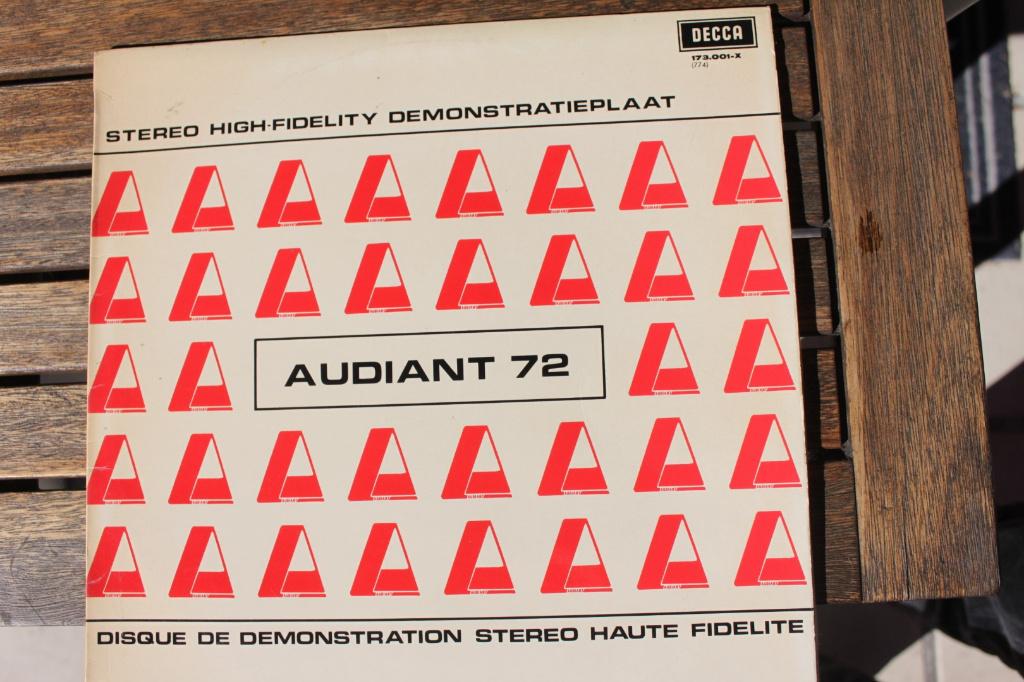 DECCA
173.001-X
(774)
STEREO HIGH-FIDELITY DEMONSTRATIEPLAAT
AUDIANT 72
DISQUE DE DEMONSTRATION STEREO HAUTE FIDELITE